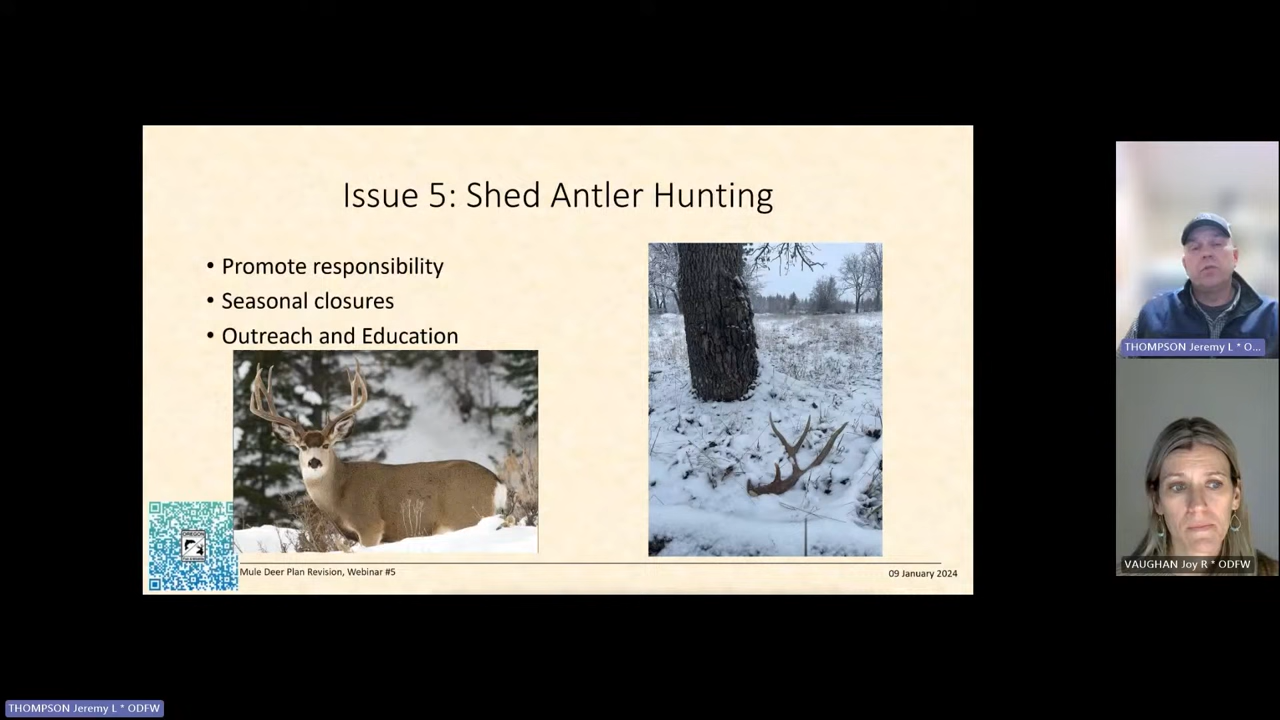 Issue 5: Shed Antler Hunting
• Promote responsibility
• Seasonal closures
• Outreach and Education
OREGON
Mule Deer Plan Revision, Webinar #5
09 January 2024
THOMPSON Jeremy L * O...
VAUGHAN Joy R * ODFW
THOMPSON Jeremy L * ODFW